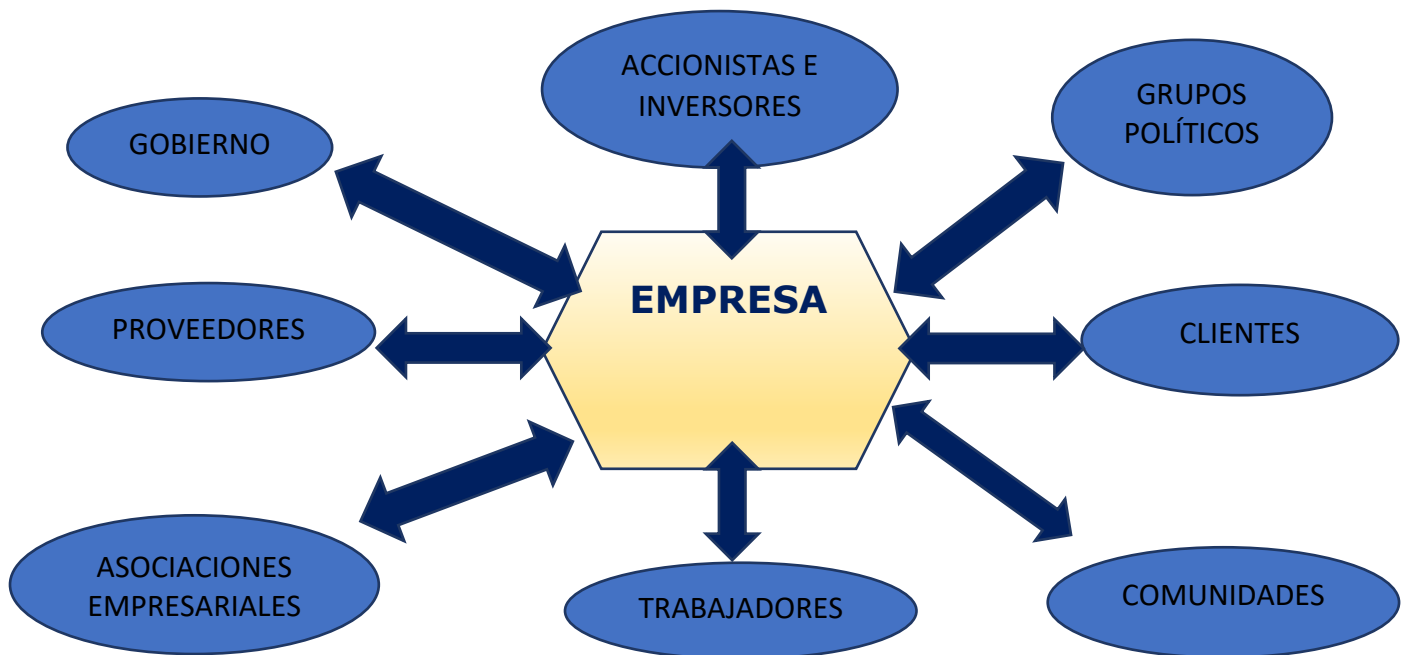 ACCIONISTAS E
INVERSORES
GRUPOS
POLÍTICOS
GOBIERNO
EMPRESA
PROVEEDORES
CLIENTES
ASOCIACIONES
EMPRESARIALES
TRABAJADORES
COMUNIDADES